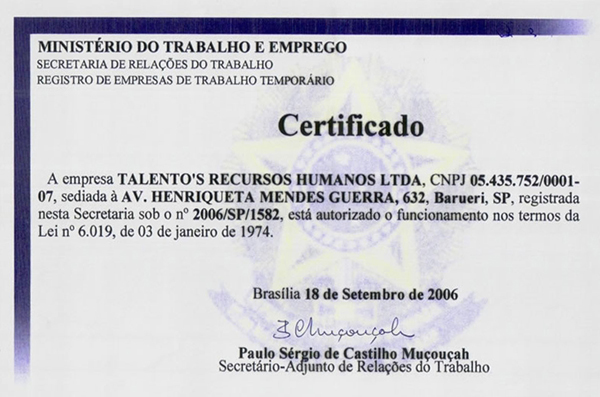 MINISTÉRIO DO TRABALHO E EMPREGO
SECRETARIA DE RELAÇÕES DO TRABALHO
REGISTRO DE EMPRESAS DE TRABALHO TEMPORÁRIO
Certificado
A empresa TALENTO'S RECURSOS HUMANOS LTDA, CNPJ 05.435.752/0001-
07, sediada à AV. HENRIQUETA MENDES GUERRA, 632, Barueri, SP, registrada
nesta Secretaria sob o nº 2006/SP/1582, está autorizado o funcionamento nos termos da
Lei nº 6.019, de 03 de janeiro de 1974.
Brasília 18 de Setembro de 2006
Paulo Sérgio de Castilho Muçouçah
Secretário-Adjunto de Relações do Trabalho